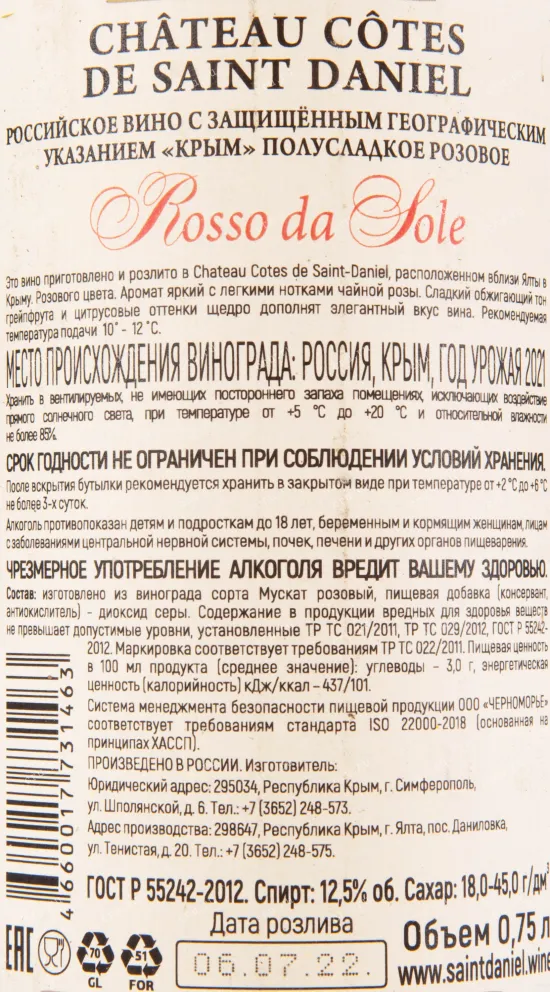 CHÂTEAU CÔTES
DE SAINT DANIEL
РОССИЙСКОЕ ВИНО С ЗАЩИЩЁННЫМ ГЕОГРАФИЧЕСКИМ
УКАЗАНИЕМ «КРЫМ» ПОЛУСЛАДКОЕ РОЗОВОЕ
Rosso da Sole
Это вино приготовлено и розлито в Chateau Cotes de Saint-Daniel, расположенном вблизи Ялты в
Крыму. Розового цвета. Аромат яркий с легкими нотками чайной розы. Сладкий обжигающий тон
грейпфрута и цитрусовые оттенки щедро дополнят элегантный вкус вина. Рекомендуемая
температура подачи 10° - 12 °С.
МЕСТО ПРОИСХОЖДЕНИЯ ВИНОГРАДА: РОССИЯ, КРЫМ, ГОД УРОЖАЯ 2021
Хранить в вентилируемых, не имеющих постороннего запаха помещениях, исключающих воздействие
прямого солнечного света, при температуре от +5 °С до +20 °С и относительной влажности
не более 85%.
СРОК ГОДНОСТИ НЕ ОГРАНИЧЕН ПРИ СОБЛЮДЕНИИ УСЛОВИЙ ХРАНЕНИЯ.
После вскрытия бутылки рекомендуется хранить в закрытом виде при температуре от +2 °С до +6 °С
не более 3-х суток.
Алкоголь противопоказан детям и подросткам до 18 лет, беременным и кормящим женщинам, лицам
с заболеваниями центральной нервной системы, почек, печени и других органов пищеварения.
ЧРЕЗМЕРНОЕ УПОТРЕБЛЕНИЕ АЛКОГОЛЯ ВРЕДИТ ВАШЕМУ ЗДОРОВЬЮ.
Состав: изготовлено из винограда сорта Мускат розовый, пищевая добавка (консервант,
антиокислитель) - диоксид серы. Содержание в продукции вредных для здоровья веществ
не превышает допустимые уровни, установленные ТР ТС 021/2011, ТР ТС 029/2012, ГОСТ Р 55242-
2012. Маркировка соответствует требованиям ТР ТС 022/2011. Пищевая ценность
в 100 мл продукта (среднее значение): углеводы – 3,0 г, энергетическая
ценность (калорийность) кДж/ккал – 437/101.
Система менеджмента безопасности пищевой продукции ООО «ЧЕРНОМОРЬЕ»
соответствует требованиям стандарта ISO 22000-2018 (основанная на
принципах ХАССП).
ПРОИЗВЕДЕНО В РОССИИ. Изготовитель:
Юридический адрес: 295034, Республика Крым, г. Симферополь,
ул. Шполянской, д. 6. Тел.: +7 (3652) 248-573.
Адрес производства: 298647, Республика Крым, г. Ялта, пос. Даниловка,
ул. Тенистая, д. 20. Тел.: +7 (3652) 248-575.
4 660017 731463
ГОСТ Р 55242-2012. Спирт: 12,5% об. Сахар: 18,0-45,0 г/дм³
Дата розлива
06.07.22.
Объем 0,75 л
www.saintdaniel.wine
EAC
70
GL
51
FOR